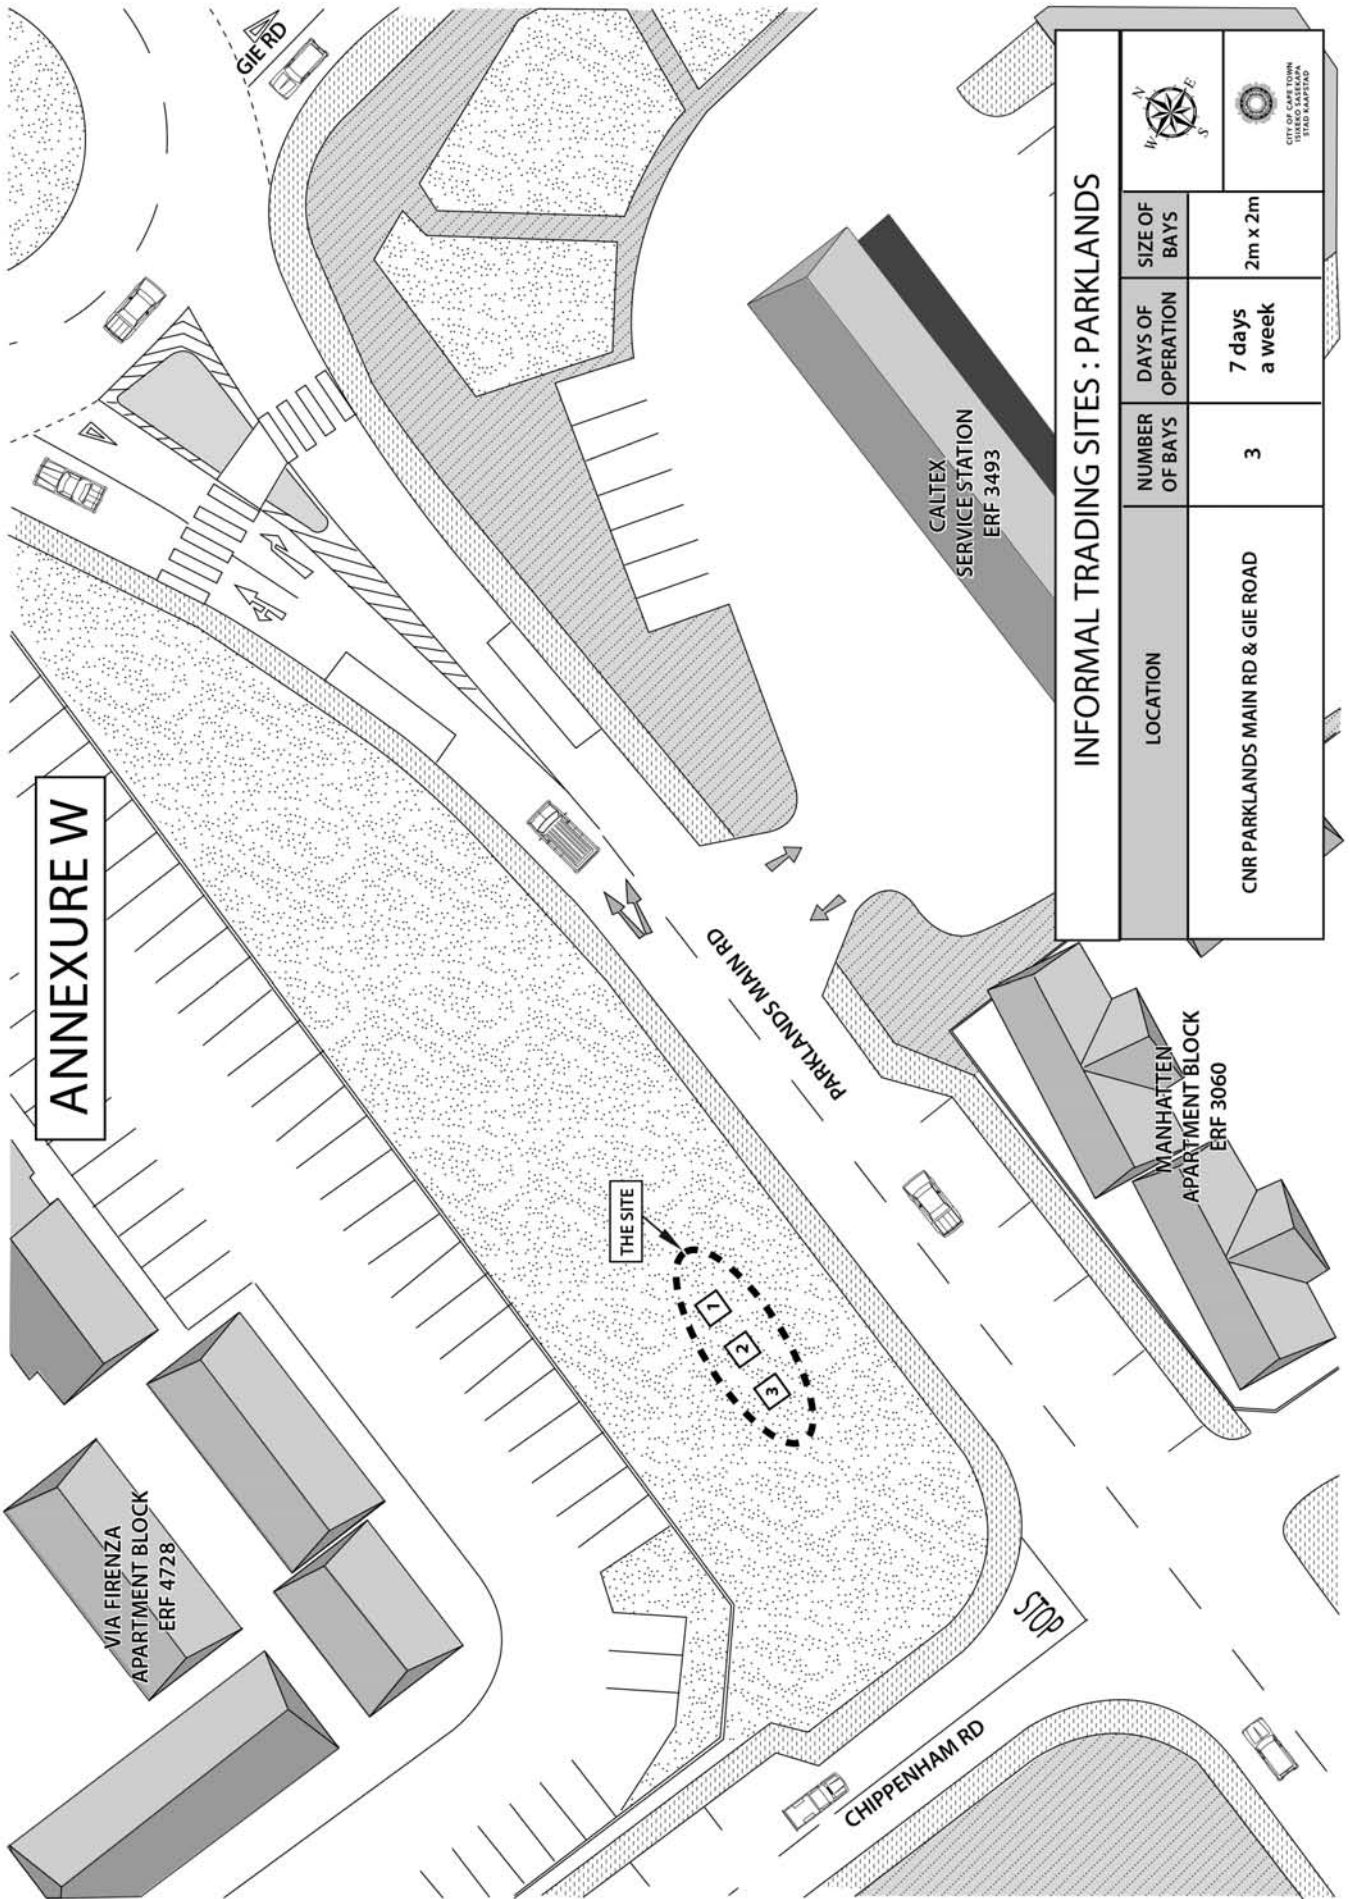 ANNEXURE W
GIE RD
VIA FIRENZA
APARTMENT BLOCK
ERF 4728
THE SITE
1
2
3
PARKLANDS MAIN RD
CALTEX
SERVICE STATION
ERF 3493
MANHATTEN
APARTMENT BLOCK
ERF 3060
STOP
CHIPPENHAM RD
INFORMAL TRADING SITES : PARKLANDS
LOCATION
NUMBER
OF BAYS
DAYS OF
OPERATION
SIZE OF
BAYS
CNR PARKLANDS MAIN RD & GIE ROAD
3
7 days
a week
2m x 2m
N
E
S
W
CITY OF CAPE TOWN
ISIXEKO SASEKAPA
STAD KAAPSTAD